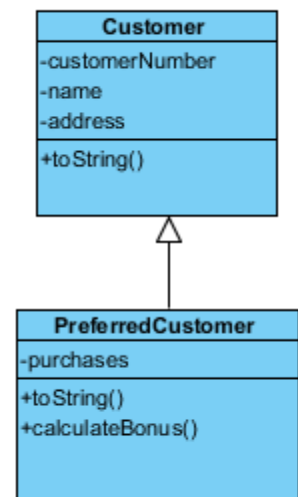 Customer
-customerNumber
-name
-address
+toString()
PreferredCustomer
-purchases
+toString()
+calculateBonus()